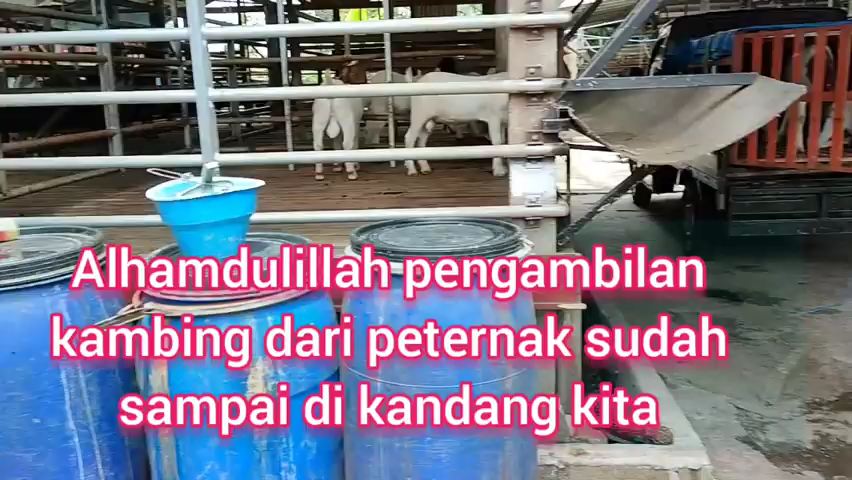 Alhamdulillah pengambilan
kambing dari peternak sudah
sampai di kandang kita